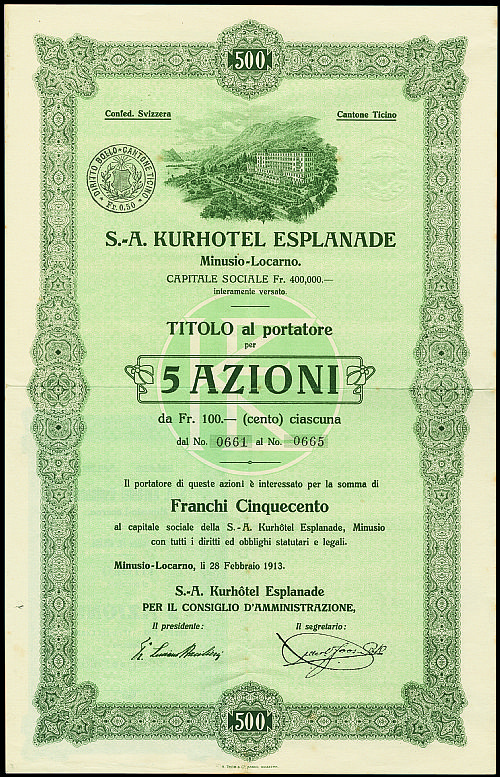 500
Confed. Svizzera
Cantone Ticino
DIRITTO BOLLO • CANTONE TICINO
Fr. 0,50
S.-A. KURHOTEL ESPLANADE
Minusio-Locarno.
CAPITALE SOCIALE Fr. 400,000.—
interamente versato.
TITOLO al portatore
per
5 AZIONI
da Fr. 100.— (cento) ciascuna
dal No. 0661 al No. 0665
Il portatore di queste azioni è interessato per la somma di
Franchi Cinquecento
al capitale sociale della S.-A. Kurhôtel Esplanade, Minusio
con tutti i diritti ed obblighi statutari e legali.
Minusio-Locarno, li 28 Febbraio 1913.
S.-A. Kurhôtel Esplanade
PER IL CONSIGLIO D'AMMINISTRAZIONE,
Il presidente:
Il segretario:
500